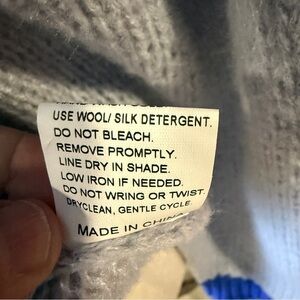 USE WOOL/ SILK DETERGENT.
DO NOT BLEACH.
REMOVE PROMPTLY.
LINE DRY IN SHADE.
LOW IRON IF NEEDED.
DO NOT WRING OR TWIST.
DRYCLEAN, GENTLE CYCLE.
MADE IN CHINA